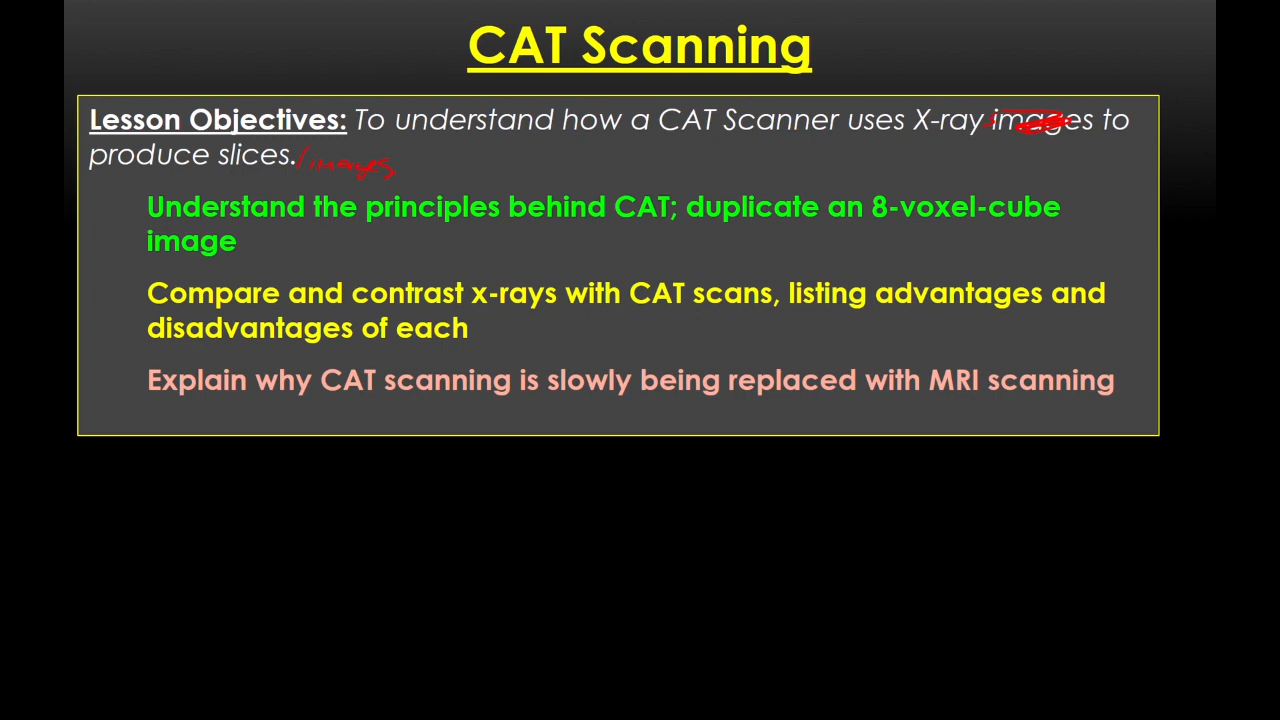 CAT Scanning
Lesson Objectives: To understand how a CAT Scanner uses X-rays images to
produce slices./images
Understand the principles behind CAT; duplicate an 8-voxel-cube
image
Compare and contrast x-rays with CAT scans, listing advantages and
disadvantages of each
Explain why CAT scanning is slowly being replaced with MRI scanning